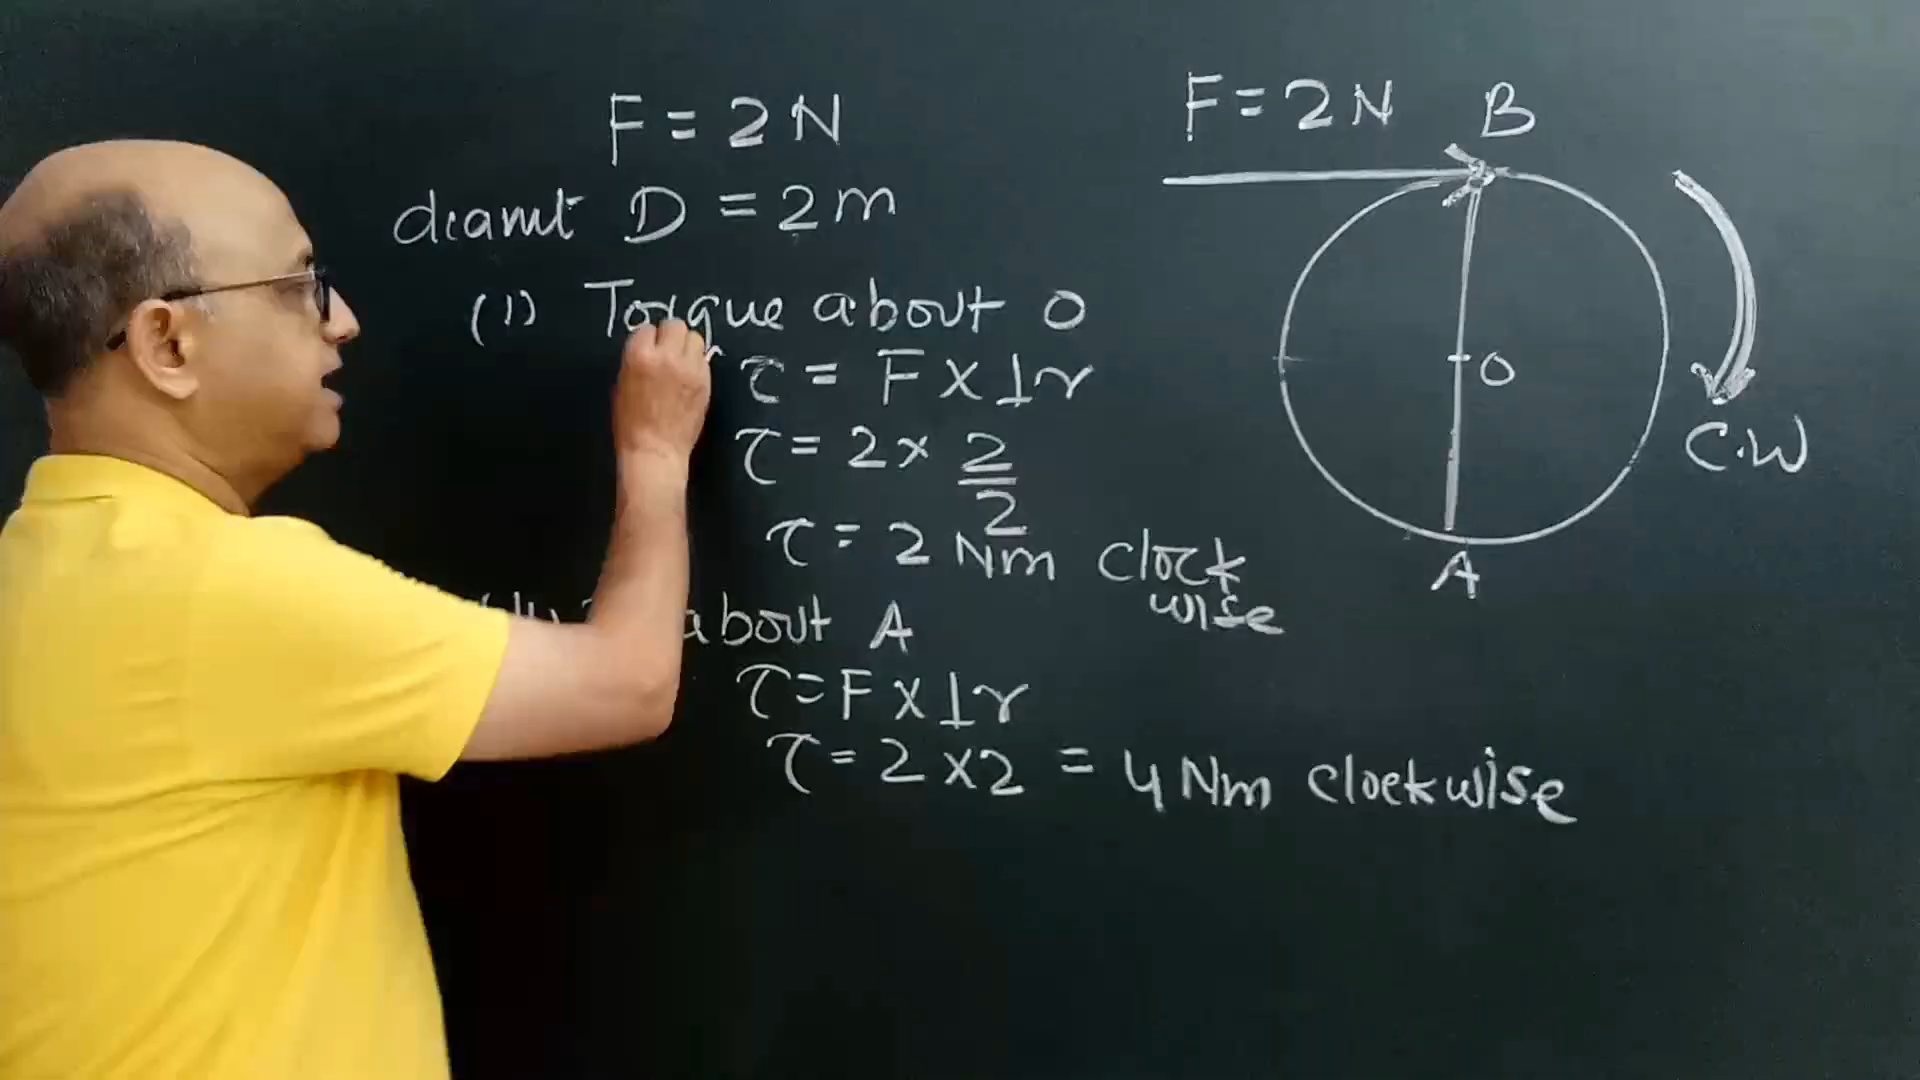 F = 2N
diamt D = 2m
(1) Torque about O
τ = F × ⊥r
τ = 2 × 2/2
τ = 2 Nm clock
wise
about A
τ = F × ⊥r
τ = 2 × 2 = 4 Nm clockwise
F = 2N B
O
C.W
A